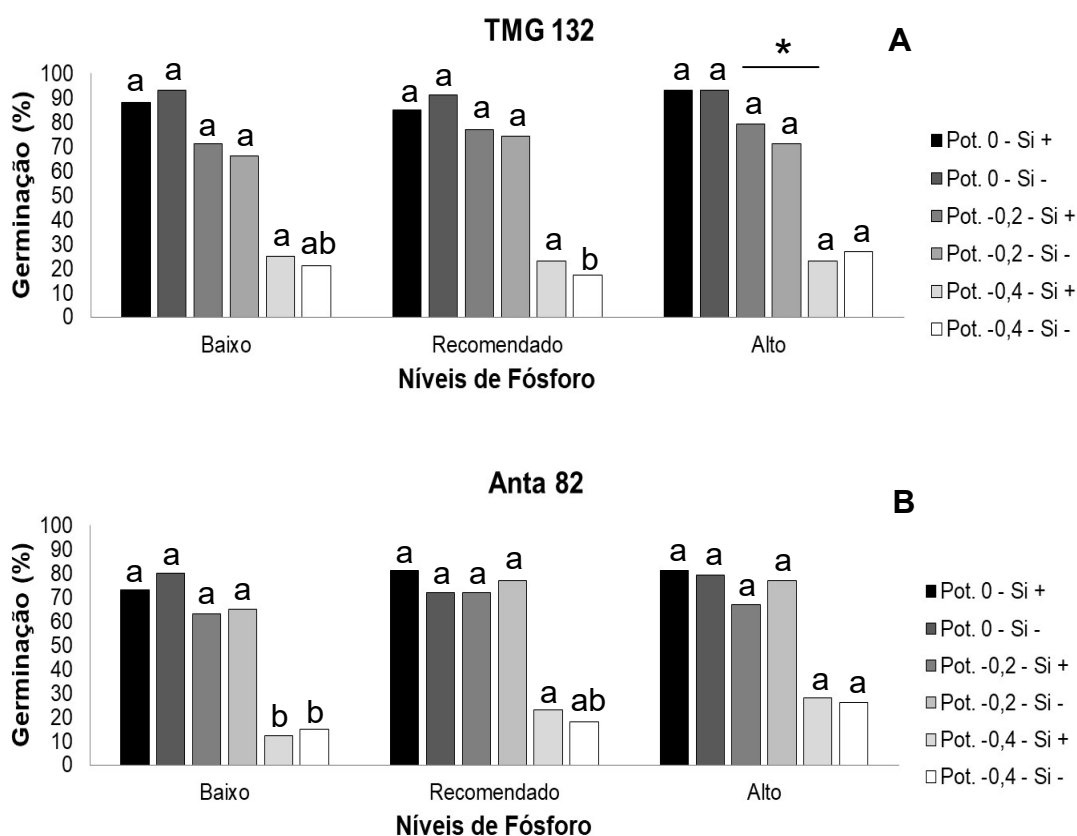 TMG 132
A
*
Germinação (%)
100
90
80
70
60
50
40
30
20
10
0
a a a a a ab
a a a a a b
a a a a a a
Baixo Recomendado Alto
Níveis de Fósforo
Pot. 0 - Si +
Pot. 0 - Si -
Pot. -0,2 - Si +
Pot. -0,2 - Si -
Pot. -0,4 - Si +
Pot. -0,4 - Si -
Anta 82
B
Germinação (%)
100
90
80
70
60
50
40
30
20
10
0
a a a a b b
a a a a a ab
a a a a a a
Baixo Recomendado Alto
Níveis de Fósforo
Pot. 0 - Si +
Pot. 0 - Si -
Pot. -0,2 - Si +
Pot. -0,2 - Si -
Pot. -0,4 - Si +
Pot. -0,4 - Si -